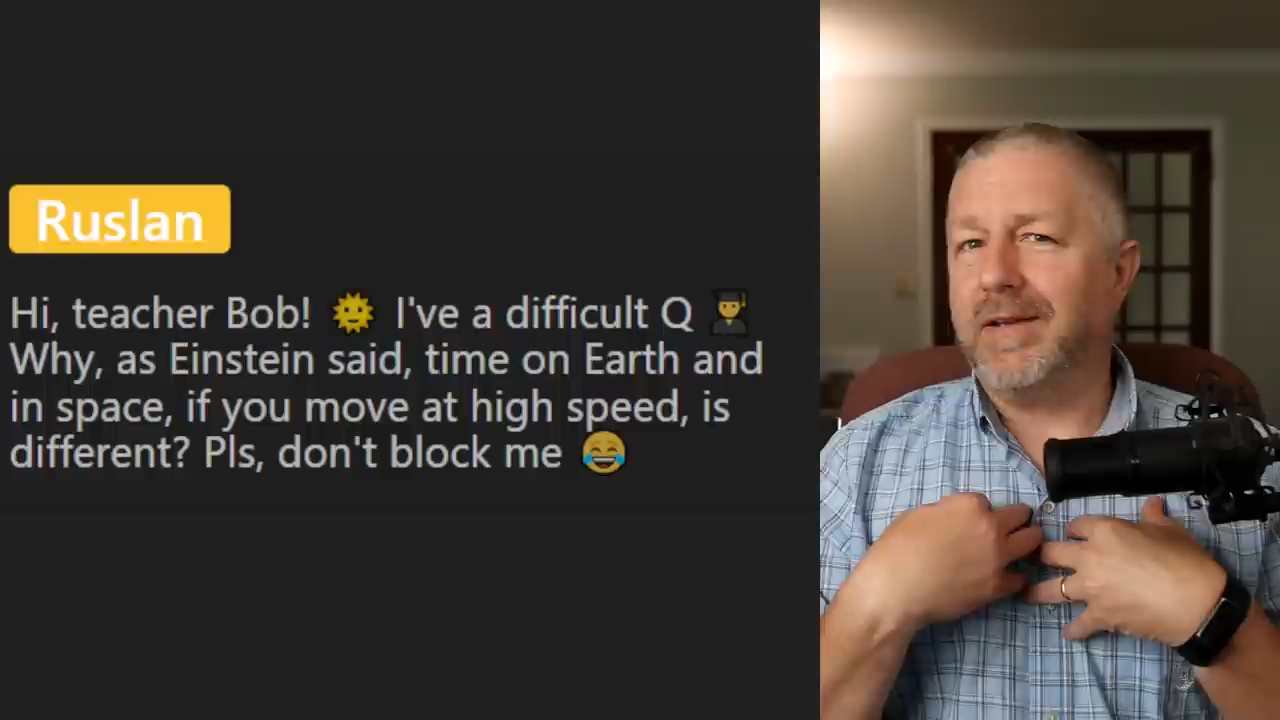 Ruslan
Hi, teacher Bob! 🌞 I've a difficult Q 👨‍🎓
Why, as Einstein said, time on Earth and
in space, if you move at high speed, is
different? Pls, don't block me 😂